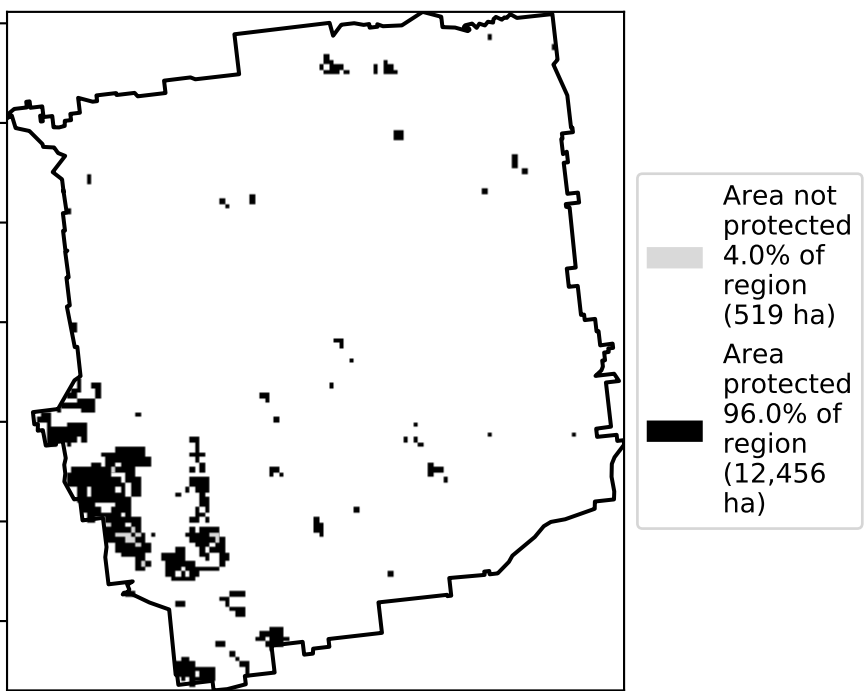 Area not
protected
4.0% of
region
(519 ha)
Area
protected
96.0% of
region
(12,456
ha)